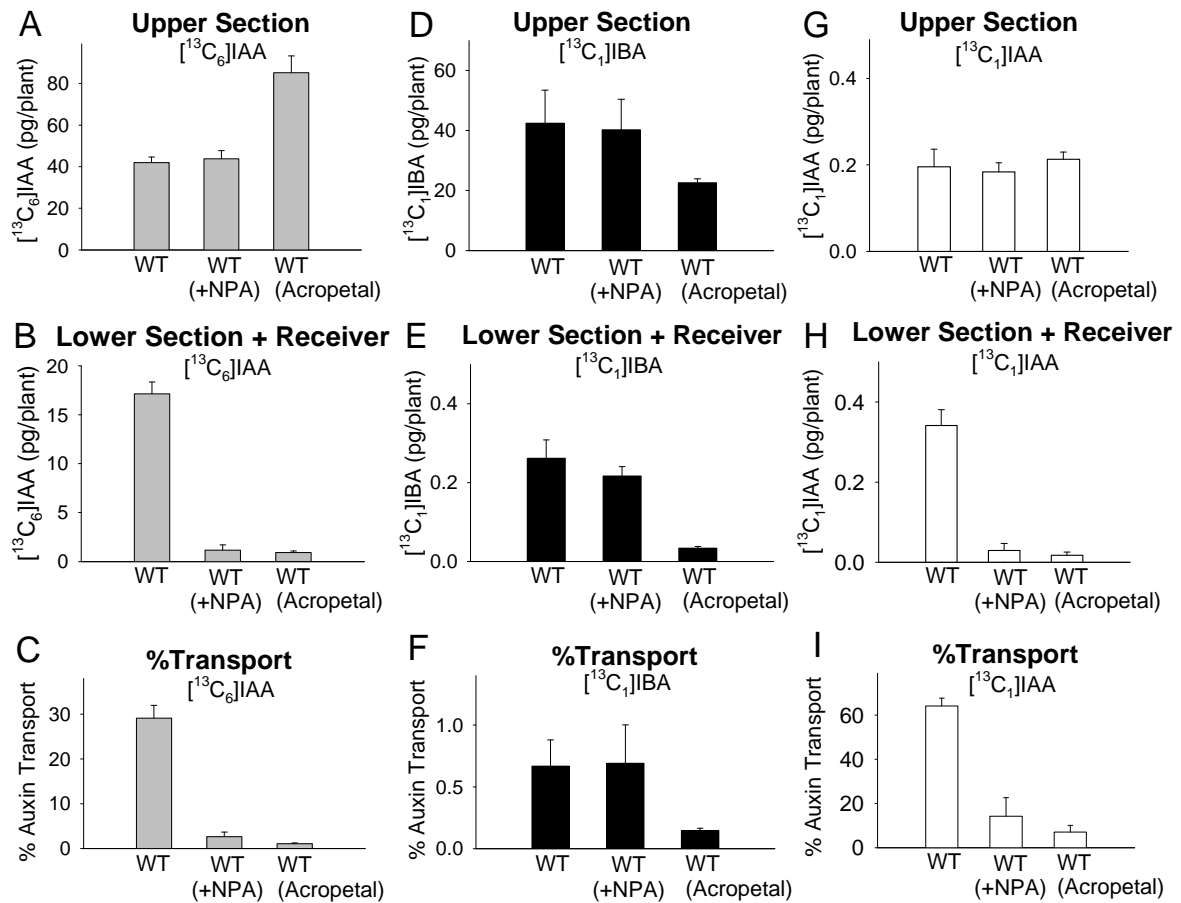 A
Upper Section
[¹³C₆]IAA
[¹³C₆]IAA (pg/plant)
80
60
40
20
0
WT
WT
WT
(+NPA)
(Acropetal)
D
Upper Section
[¹³C₁]IBA
[¹³C₁]IBA (pg/plant)
60
40
20
0
WT
WT
WT
(+NPA)
(Acropetal)
G
Upper Section
[¹³C₁]IAA
[¹³C₁]IAA (pg/plant)
0.4
0.2
0.0
WT
WT
WT
(+NPA)
(Acropetal)
B
Lower Section + Receiver
[¹³C₆]IAA
[¹³C₆]IAA (pg/plant)
20
15
10
5
0
WT
WT
WT
(+NPA)
(Acropetal)
E
Lower Section + Receiver
[¹³C₁]IBA
[¹³C₁]IBA (pg/plant)
0.4
0.2
0.0
WT
WT
WT
(+NPA)
(Acropetal)
H
Lower Section + Receiver
[¹³C₁]IAA
[¹³C₁]IAA (pg/plant)
0.4
0.2
0.0
WT
WT
WT
(+NPA)
(Acropetal)
C
%Transport
[¹³C₆]IAA
% Auxin Transport
30
20
10
0
WT
WT
WT
(+NPA)
(Acropetal)
F
%Transport
[¹³C₁]IBA
% Auxin Transport
1.0
0.5
0.0
WT
WT
WT
(+NPA)
(Acropetal)
I
%Transport
[¹³C₁]IAA
% Auxin Transport
60
40
20
0
WT
WT
WT
(+NPA)
(Acropetal)